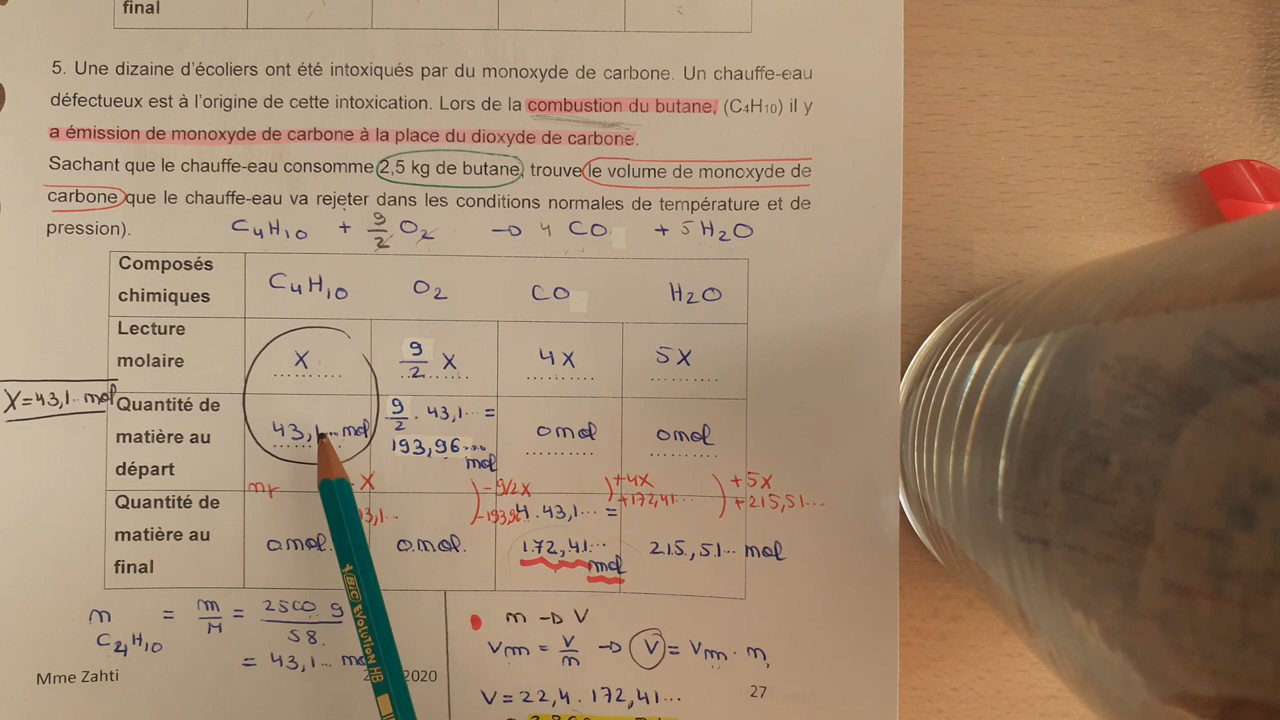 final
5. Une dizaine d'écoliers ont été intoxiqués par du monoxyde de carbone. Un chauffe-eau
défectueux est à l'origine de cette intoxication. Lors de la combustion du butane, (C4H10) il y
a émission de monoxyde de carbone à la place du dioxyde de carbone.
Sachant que le chauffe-eau consomme 2,5 kg de butane, trouve le volume de monoxyde de
carbone que le chauffe-eau va rejeter dans les conditions normales de température et de
pression).
C4H10 + 9/2 O2 → 4 CO + 5 H2O
Composés chimiques C4H10 O2 CO H2O
Lecture molaire X 9/2 X 4X 5X
X=43,1... mol
Quantité de matière au départ 43,1... mol 9/2 . 43,1... = 193,96... mol 0 mol 0 mol
- 9/2 X +4X +5X
+172,41... +215,51...
Quantité de matière au final 0 mol. 0 mol. 4. 43,1... = 172,41... mol 215,51... mol
n C4H10 = m/M = 2500 g / 58
= 43,1... mol
n → V
Vm = V/n → V = Vm . n
V = 22,4 . 172,41...
Mme Zahti
2020
27